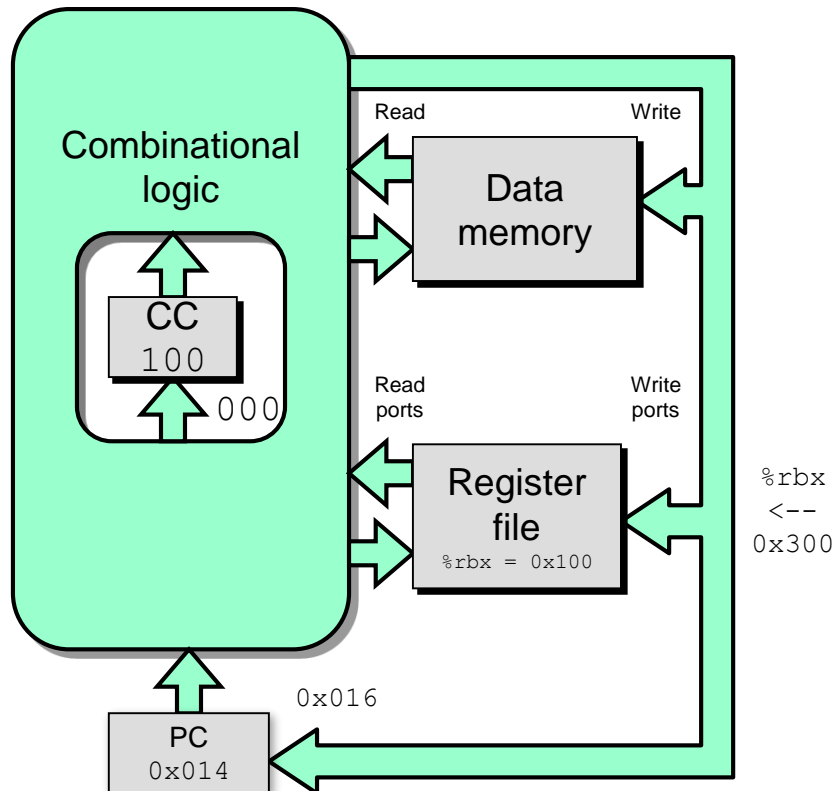 Combinational
logic
CC
100
000
Read
Write
Data
memory
Read
ports
Write
ports
Register
file
%rbx = 0x100
%rbx
<--
0x300
0x016
PC
0x014